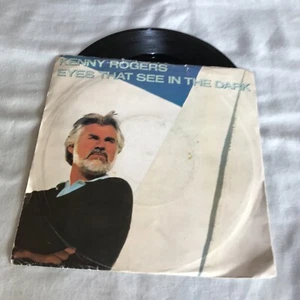 KENNY ROGERS
EYES THAT SEE IN THE DARK